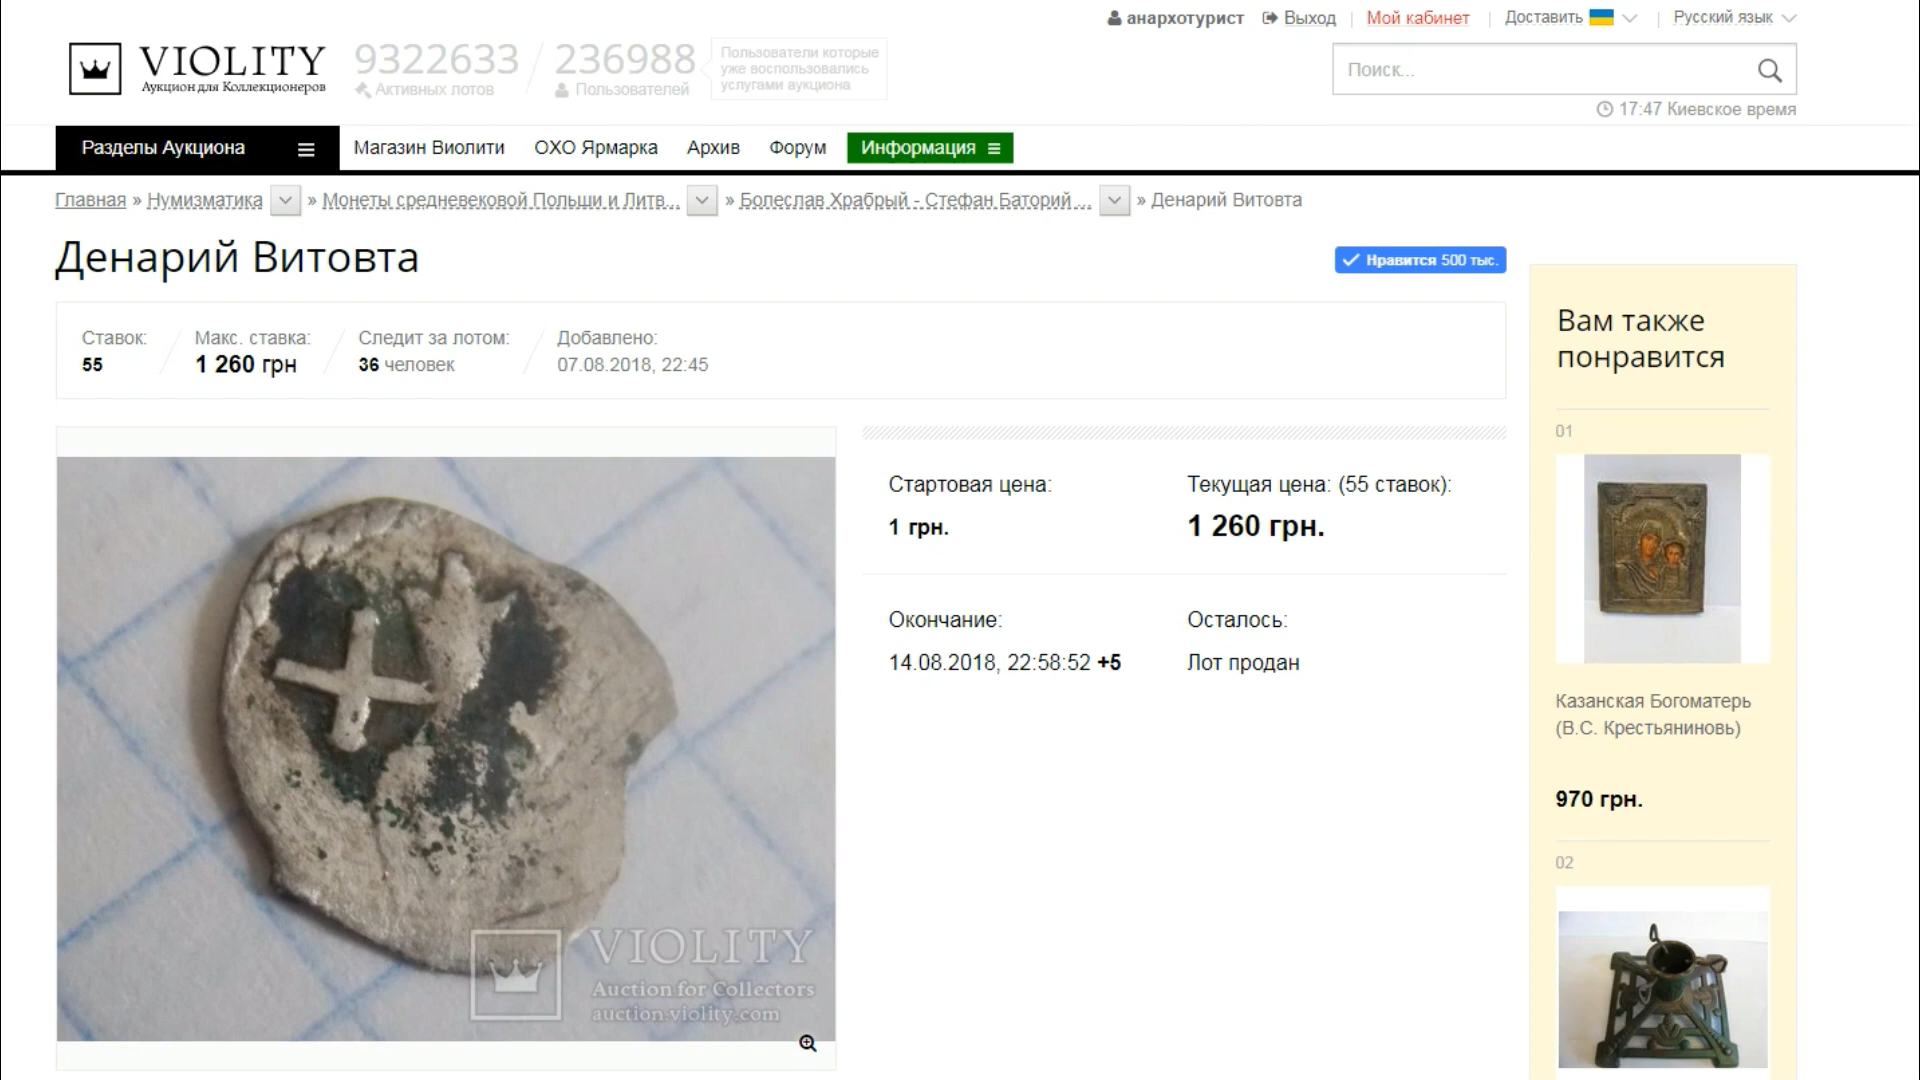 анархотурист Выход Мой кабинет Доставить Русский язык
VIOLITY
Аукцион для Коллекционеров
9322633
Активных лотов
236988
Пользователей
Пользователи которые
уже воспользовались
услугами аукциона
Поиск...
17:47 Киевское время
Разделы Аукциона Магазин Виолити OXO Ярмарка Архив Форум Информация
Главная » Нумизматика » Монеты средневековой Польши и Литв... » Болеслав Храбрый - Стефан Баторий ... » Денарий Витовта
Денарий Витовта
Нравится 500 тыс.
Ставок: Макс. ставка: Следит за лотом: Добавлено:
55 1 260 грн 36 человек 07.08.2018, 22:45
Стартовая цена: Текущая цена: (55 ставок):
1 грн. 1 260 грн.
Окончание: Осталось:
14.08.2018, 22:58:52 +5 Лот продан
VIOLITY
Auction for Collectors
auction.violity.com
Вам также
понравится
01
Казанская Богоматерь
(В.С. Крестьяниновь)
970 грн.
02